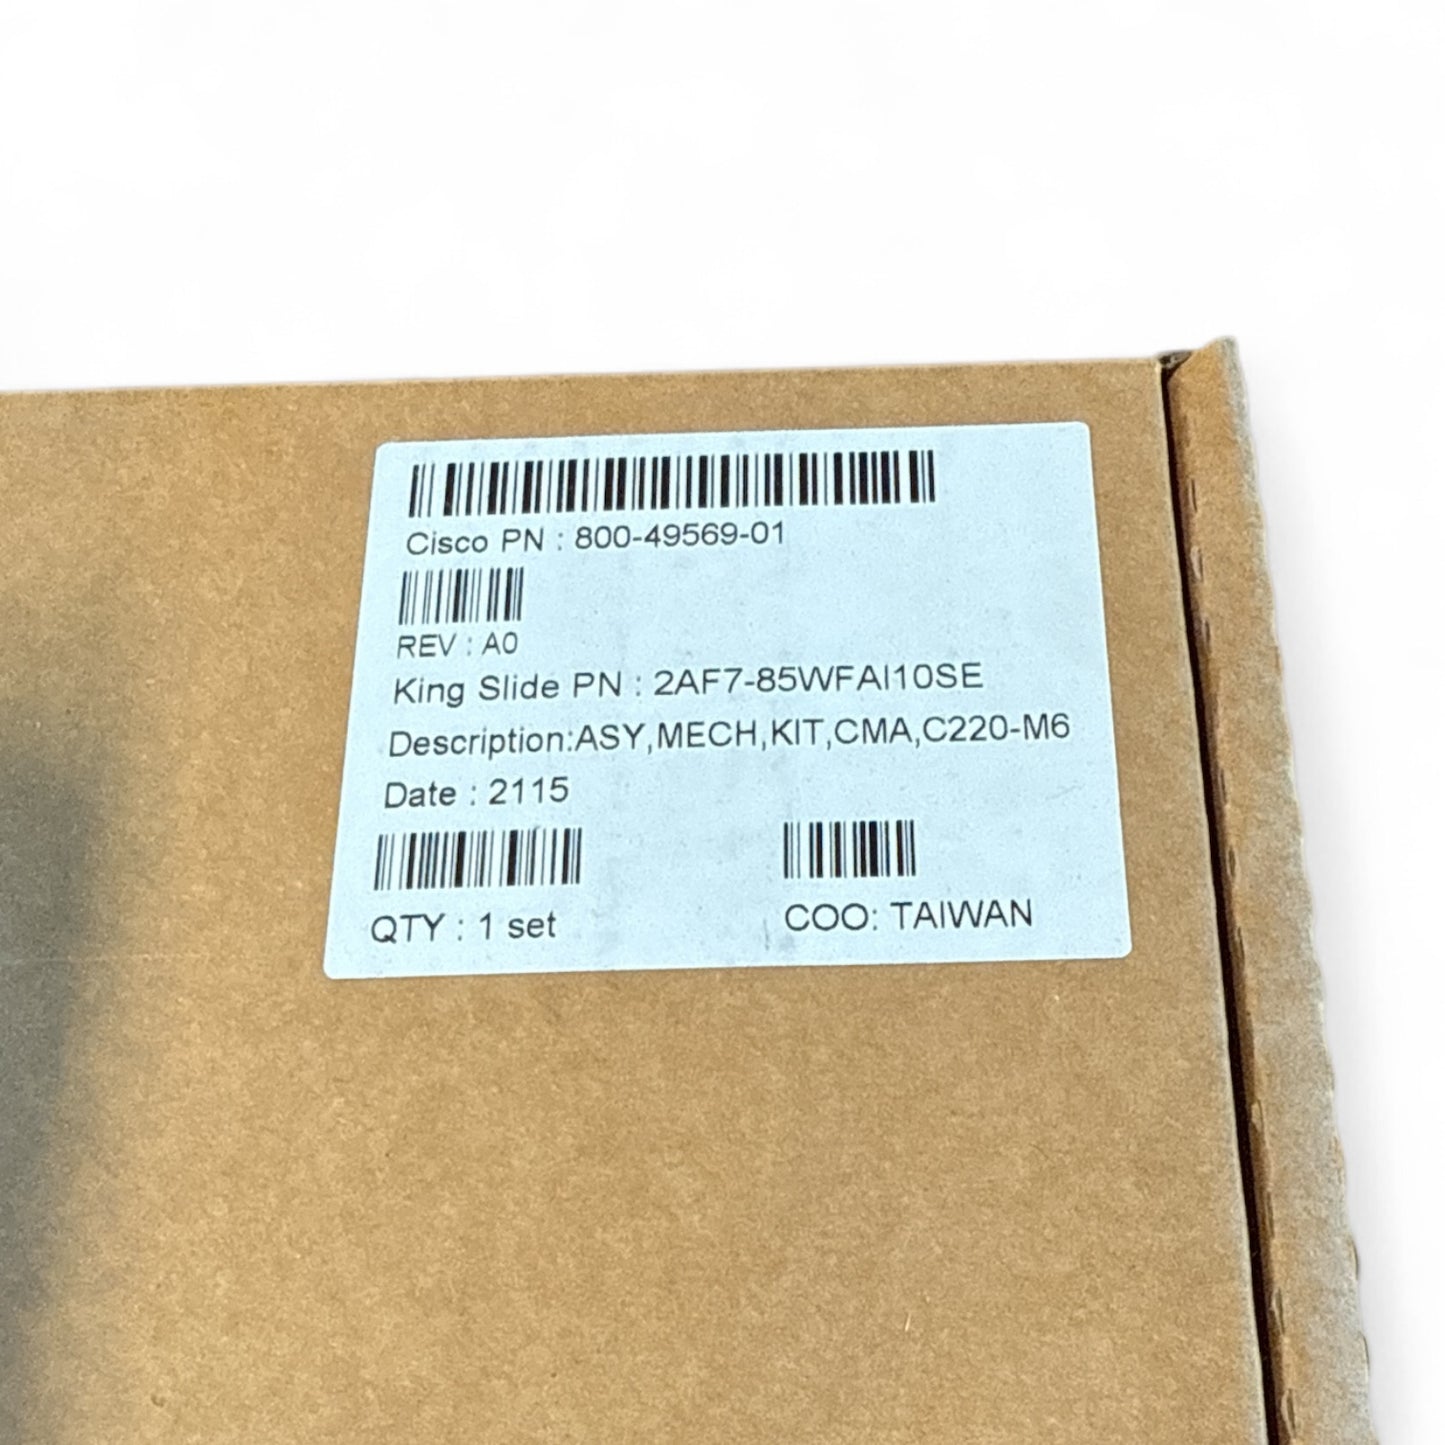 Cisco PN : 800-49569-01
REV : A0
King Slide PN : 2AF7-85WFAI10SE
Description:ASY,MECH,KIT,CMA,C220-M6
Date : 2115
QTY : 1 set
COO: TAIWAN